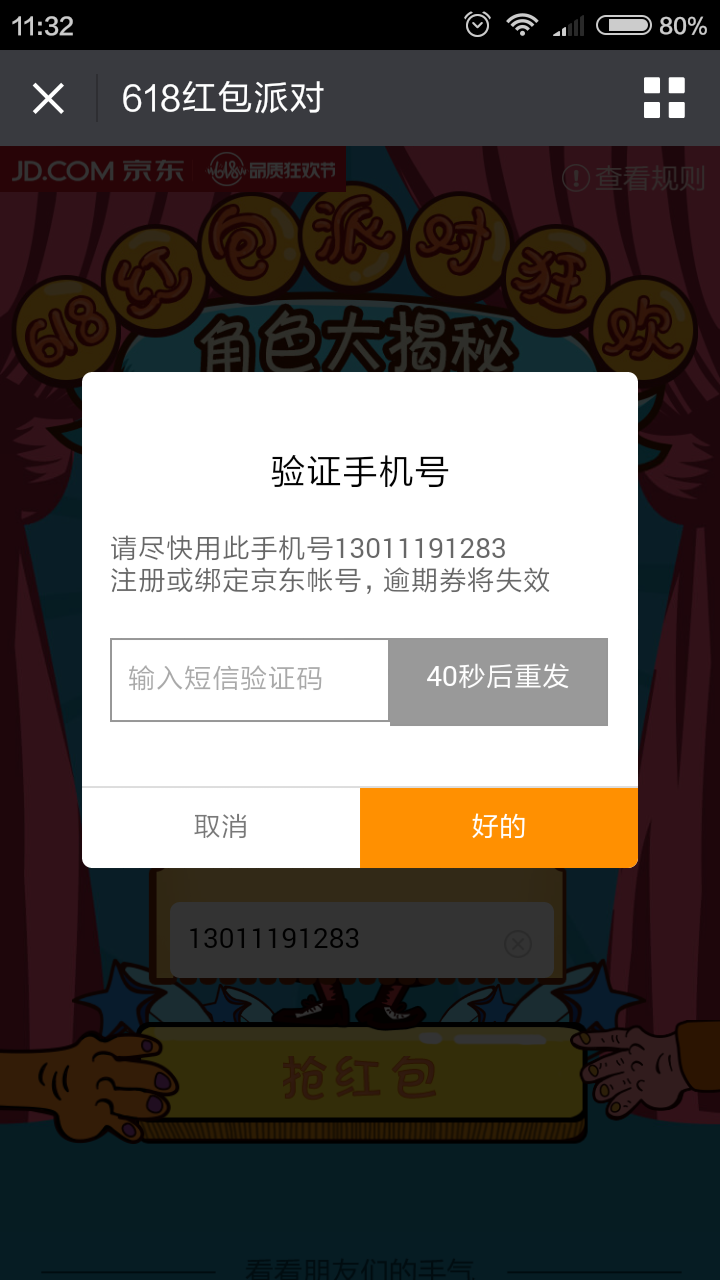 11:32
80%
618红包派对
JD.COM 京东
618 品质狂欢节
查看规则
618红包派对狂欢
角色大揭秘
验证手机号
请尽快用此手机号13011191283
注册或绑定京东帐号，逾期券将失效
输入短信验证码
40秒后重发
取消
好的
13011191283
抢红包
看看朋友们的手气